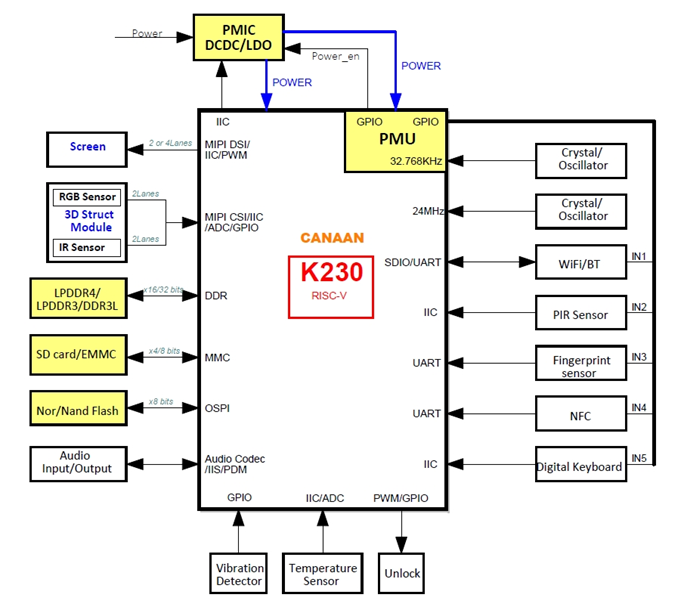 PMIC
DCDC/LDO
Power
Power_en
POWER
POWER
IIC
GPIO
GPIO
PMU
32.768KHz
Screen
2 or 4Lanes
MIPI DSI/
IIC/PWM
RGB Sensor
3D Struct
Module
IR Sensor
2Lanes
2Lanes
MIPI CSI/IIC
/ADC/GPIO
LPDDR4/
LPDDR3/DDR3L
x16/32 bits
DDR
SD card/EMMC
x4/8 bits
MMC
Nor/Nand Flash
x8 bits
OSPI
Audio
Input/Output
Audio Codec
/IIS/PDM
CANAAN
K230
RISC-V
Crystal/
Oscillator
24MHz
Crystal/
Oscillator
SDIO/UART
WiFi/BT
IN1
IIC
PIR Sensor
IN2
UART
Fingerprint
sensor
IN3
UART
NFC
IN4
IIC
Digital Keyboard
IN5
GPIO
IIC/ADC
PWM/GPIO
Vibration
Detector
Temperature
Sensor
Unlock